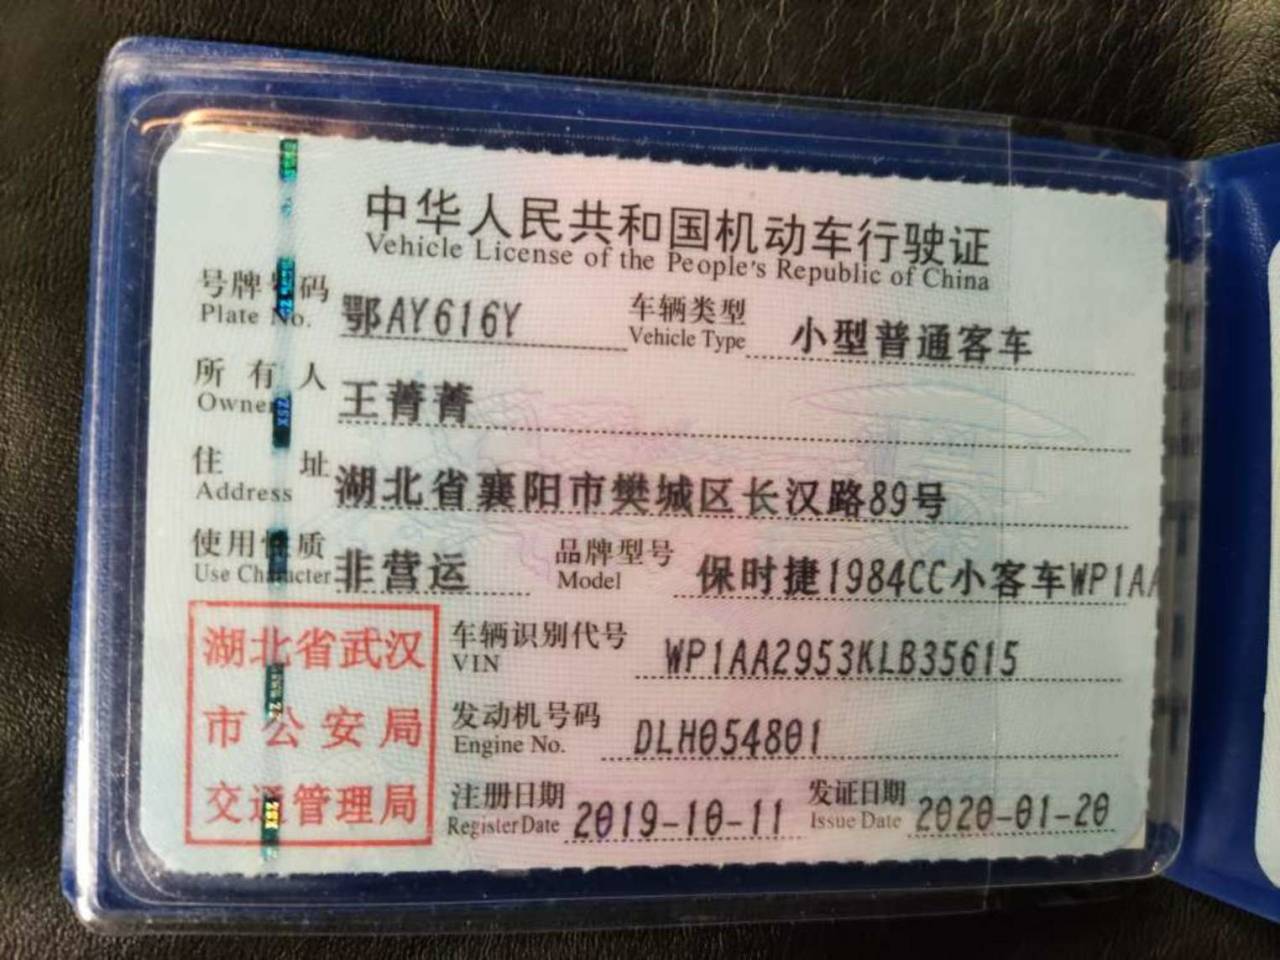 中华人民共和国机动车行驶证
Vehicle License of the People's Republic of China
号牌号码 鄂AY616Y 车辆类型 小型普通客车
Plate No. Vehicle Type
所有人 王菁菁
Owner
住址 湖北省襄阳市樊城区长汉路89号
Address
使用性质 非营运 品牌型号 保时捷1984CC小客车WP1AA
Use Character Model
湖北省武汉
市公安局
交通管理局
车辆识别代号 WP1AA2953KLB35615
VIN
发动机号码 DLH054801
Engine No.
注册日期 2019-10-11 发证日期 2020-01-20
Register Date Issue Date